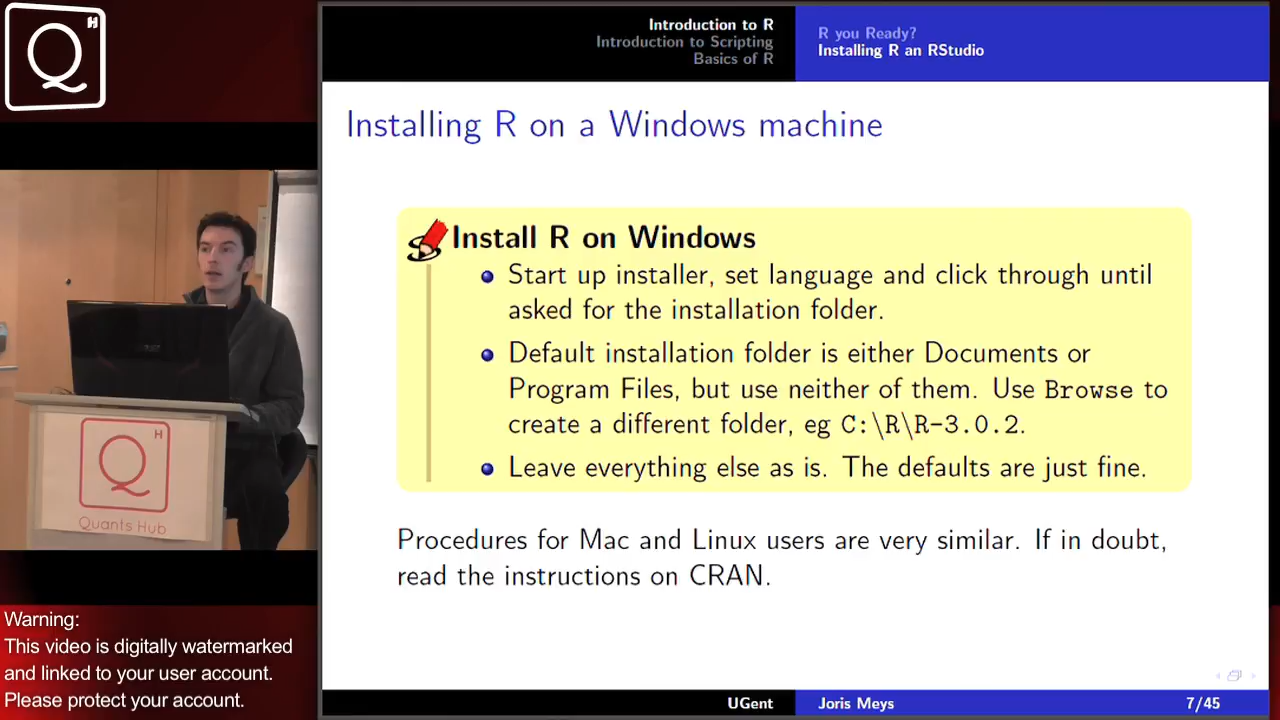 Q H
Introduction to R
Introduction to Scripting
Basics of R
R you Ready?
Installing R an RStudio
Installing R on a Windows machine
Install R on Windows
Start up installer, set language and click through until
asked for the installation folder.
Default installation folder is either Documents or
Program Files, but use neither of them. Use Browse to
create a different folder, eg C:\R\R-3.0.2.
Leave everything else as is. The defaults are just fine.
Procedures for Mac and Linux users are very similar. If in doubt,
read the instructions on CRAN.
Q H
Quants Hub
Warning:
This video is digitally watermarked
and linked to your user account.
Please protect your account.
UGent
Joris Meys
7/45